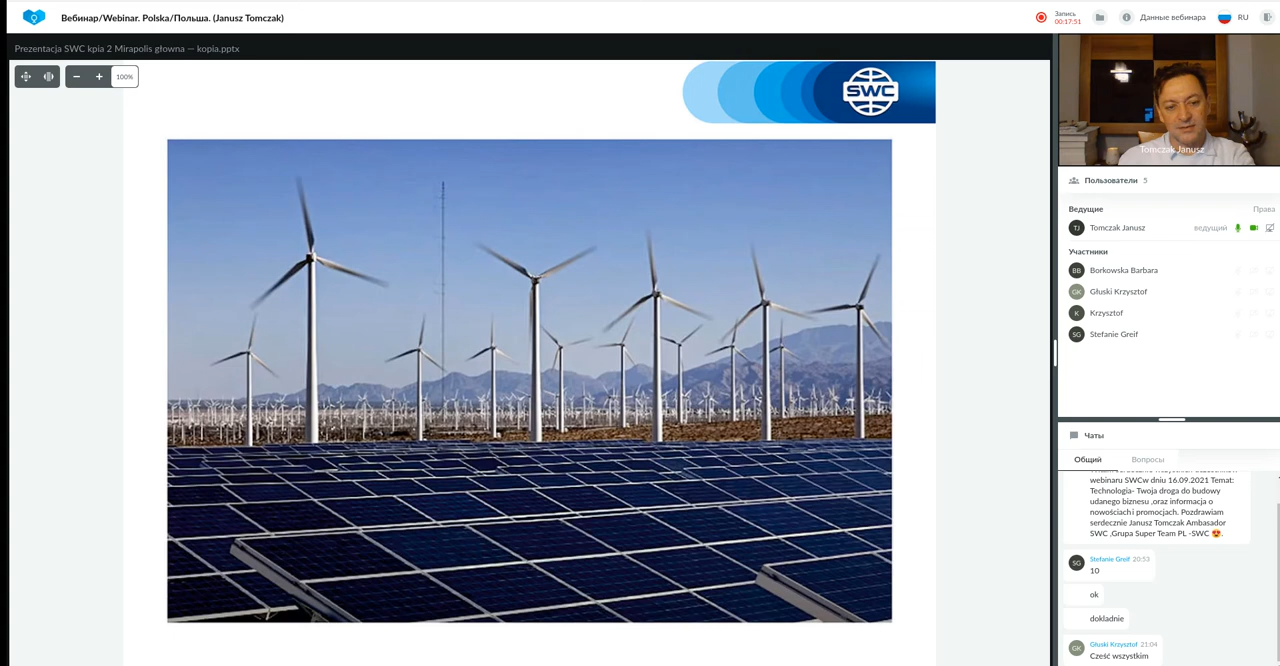 Вебинар/Webinar. Polska/Польша. (Janusz Tomczak)
Запись
00:17:51
Данные вебинара
RU
Prezentacja SWC kpia 2 Mirapolis głowna — kopia.pptx
100%
SWC
Tomczak Janusz
Пользователи 5
Ведущие Права
TJ Tomczak Janusz ведущий
Участники
BB Borkowska Barbara
GK Głuski Krzysztof
K Krzysztof
SG Stefanie Greif
Чаты
Общий Вопросы
webinaru SWCw dniu 16.09.2021 Temat:
Technologia- Twoja droga do budowy
udanego biznesu ,oraz informacja o
nowościach i promocjach. Pozdrawiam
serdecznie Janusz Tomczak Ambasador
SWC ,Grupa Super Team PL -SWC 😍.
SG Stefanie Greif 20:53
10
ok
dokladnie
GK Głuski Krzysztof 21:04
Cześć wszystkim